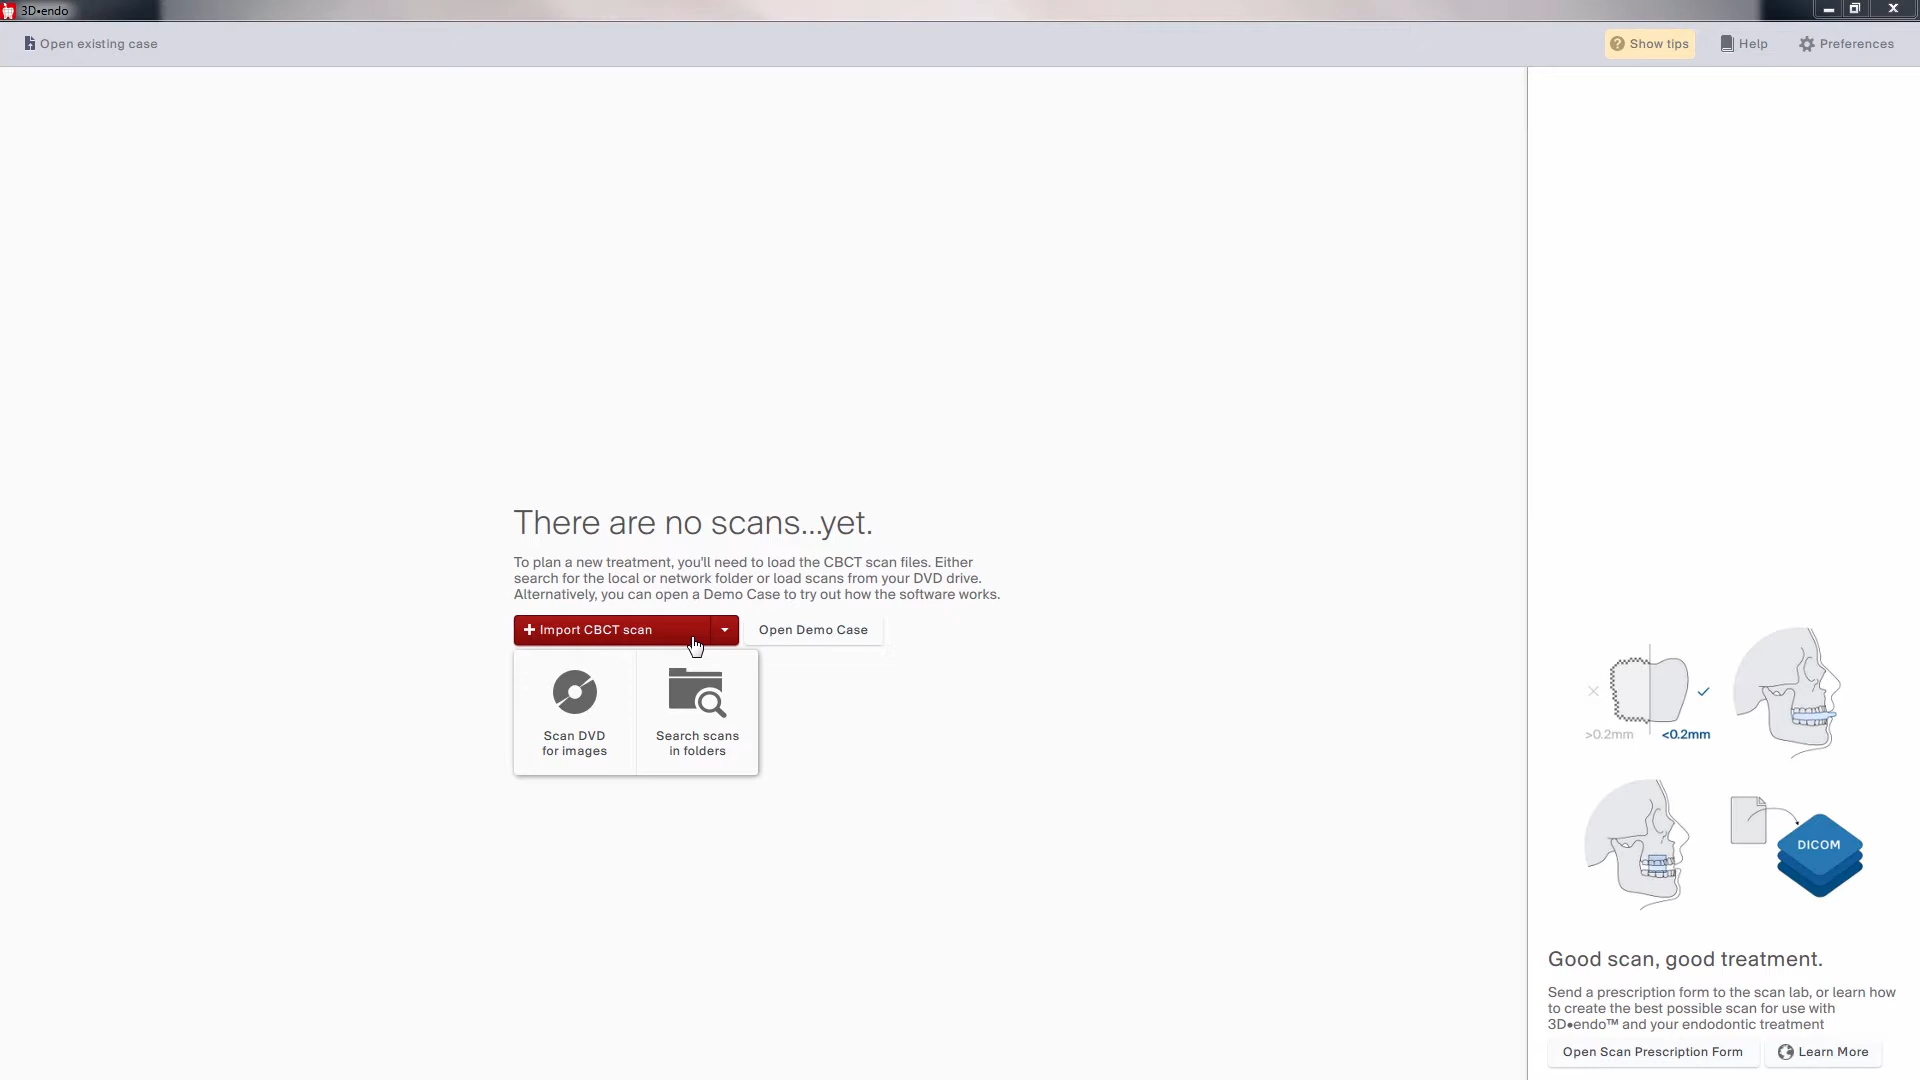 3D•endo
Open existing case
Show tips
Help
Preferences
There are no scans...yet.
To plan a new treatment, you'll need to load the CBCT scan files. Either
search for the local or network folder or load scans from your DVD drive.
Alternatively, you can open a Demo Case to try out how the software works.
Import CBCT scan
Open Demo Case
Scan DVD
for images
Search scans
in folders
>0.2mm
<0.2mm
DICOM
Good scan, good treatment.
Send a prescription form to the scan lab, or learn how
to create the best possible scan for use with
3D•endo™ and your endodontic treatment
Open Scan Prescription Form
Learn More